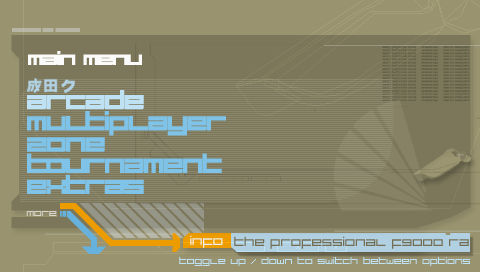 main menu
成田ク
arcade
multiplayer
zone
tournament
extras
more
info the professional f9000 ra
toggle up / down to switch between options